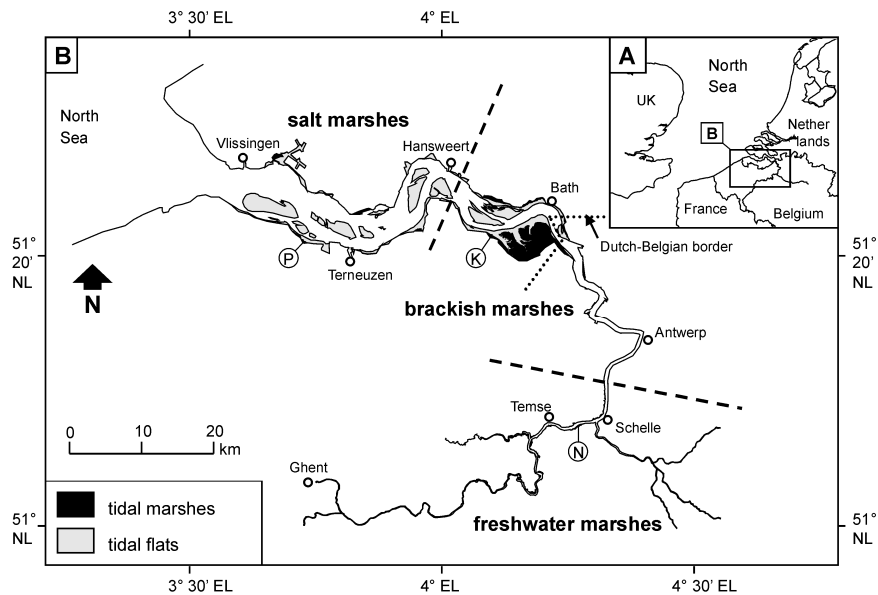 3° 30' EL
4° EL
B
A
North
Sea
UK
Nether
lands
B
France
Belgium
North
Sea
salt marshes
Vlissingen
Hansweert
Bath
Dutch-Belgian border
51°
20'
NL
51°
20'
NL
P
K
Terneuzen
N
brackish marshes
Antwerp
Temse
Schelle
N
0
10
20
km
Ghent
tidal marshes
tidal flats
freshwater marshes
51°
NL
51°
NL
3° 30' EL
4° EL
4° 30' EL